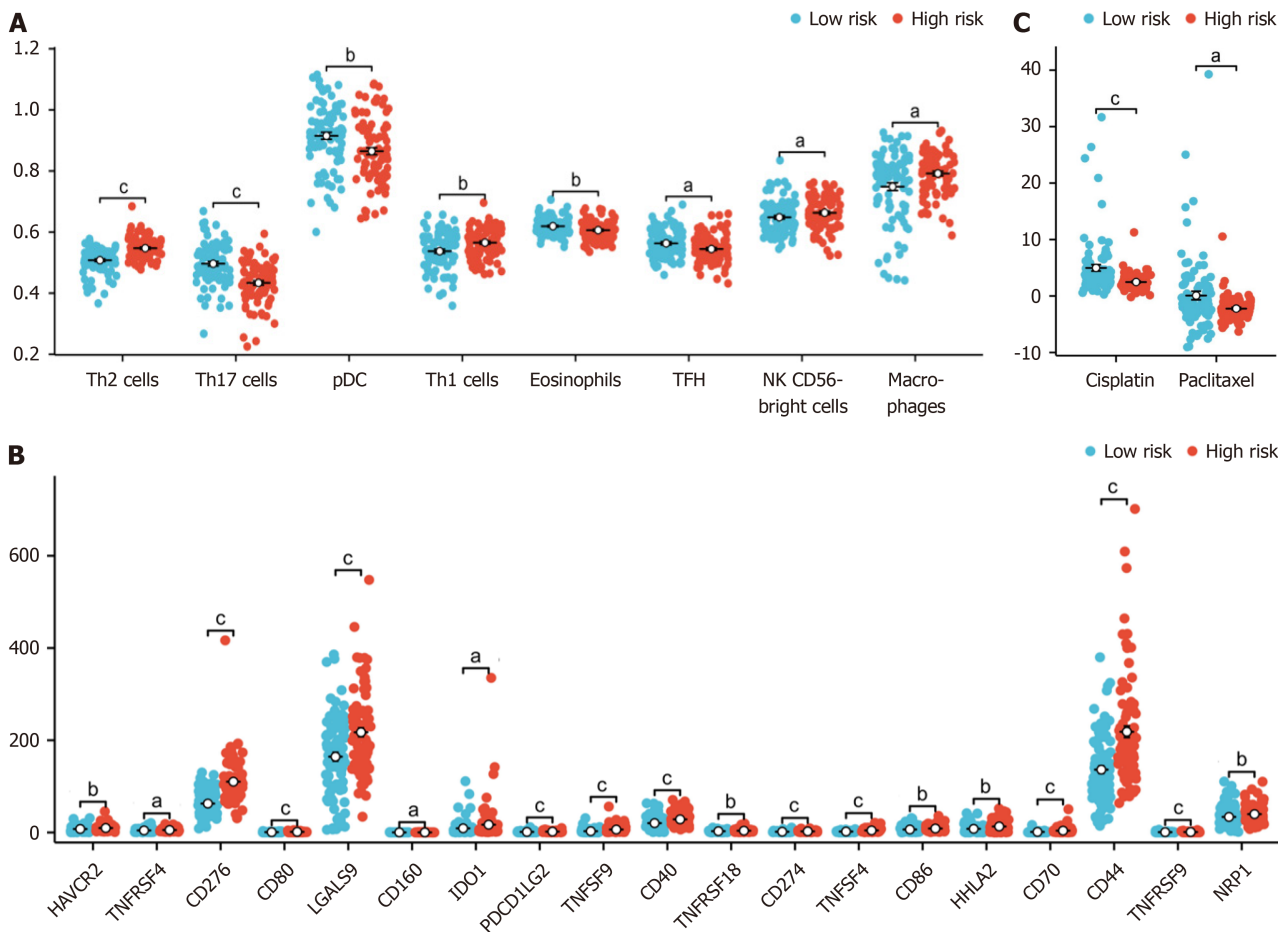 A
Low risk High risk
1.2
1.0
0.8
0.6
0.4
0.2
c
c
b
b
b
a
a
a
Th2 cells Th17 cells pDC Th1 cells Eosinophils TFH NK CD56- Macro-
bright cells phages
C
Low risk High risk
40
30
20
10
0
-10
c
a
Cisplatin Paclitaxel
B
Low risk High risk
600
400
200
0
b
a
c
c
c
a
a
c
c
c
b
c
c
b
b
c
c
c
b
HAVCR2
TNFRSF4
CD276
CD80
LGALS9
CD160
IDO1
PDCD1LG2
TNFSF9
CD40
TNFRSF18
CD274
TNFSF4
CD86
HHLA2
CD70
CD44
TNFRSF9
NRP1